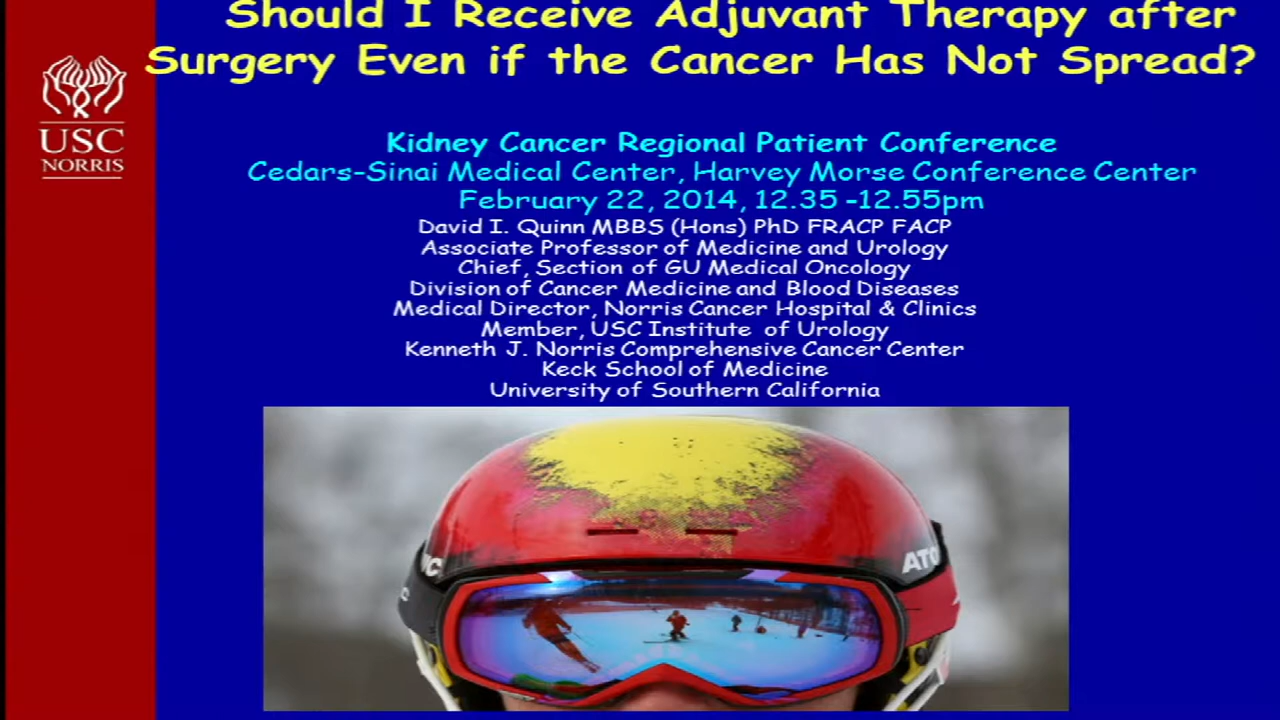 Should I Receive Adjuvant Therapy after
Surgery Even if the Cancer Has Not Spread?
USC
NORRIS
Kidney Cancer Regional Patient Conference
Cedars-Sinai Medical Center, Harvey Morse Conference Center
February 22, 2014, 12.35 -12.55pm
David I. Quinn MBBS (Hons) PhD FRACP FACP
Associate Professor of Medicine and Urology
Chief, Section of GU Medical Oncology
Division of Cancer Medicine and Blood Diseases
Medical Director, Norris Cancer Hospital & Clinics
Member, USC Institute of Urology
Kenneth J. Norris Comprehensive Cancer Center
Keck School of Medicine
University of Southern California
IC
ATO
C